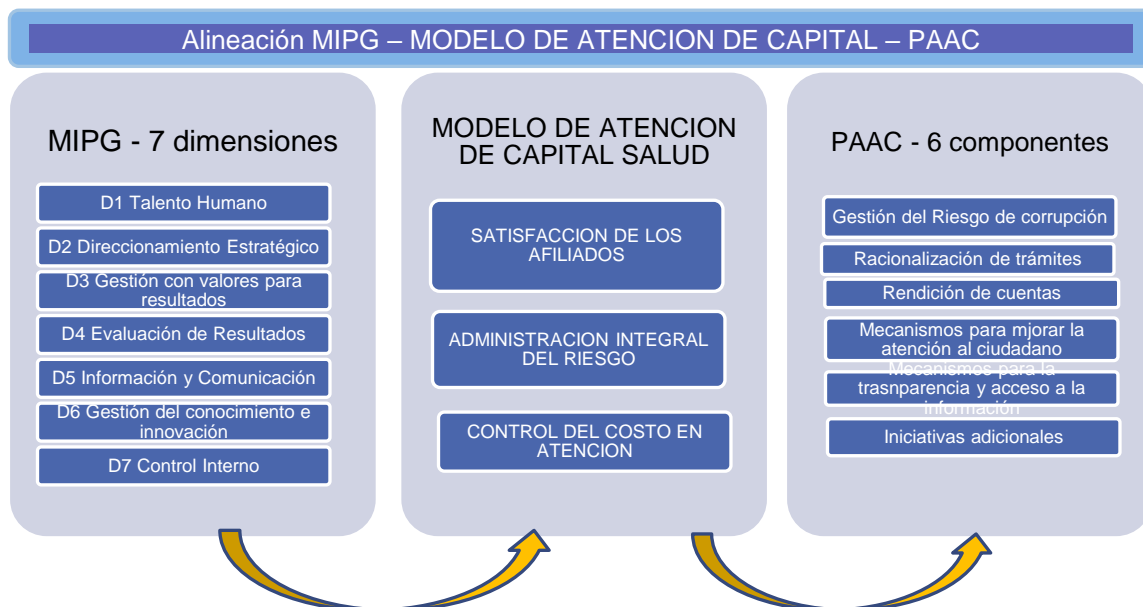 Alineación MIPG – MODELO DE ATENCION DE CAPITAL – PAAC
MIPG - 7 dimensiones
D1 Talento Humano
D2 Direccionamiento Estratégico
D3 Gestión con valores para
resultados
D4 Evaluación de Resultados
D5 Información y Comunicación
D6 Gestión del conocimiento e
innovación
D7 Control Interno
MODELO DE ATENCION
DE CAPITAL SALUD
SATISFACCION DE LOS
AFILIADOS
ADMINISTRACION INTEGRAL
DEL RIESGO
CONTROL DEL COSTO EN
ATENCION
PAAC - 6 componentes
Gestión del Riesgo de corrupción
Racionalización de trámites
Rendición de cuentas
Mecanismos para mjorar la
atención al ciudadano
Mecanismos para la
trasnparencia y acceso a la
información
Iniciativas adicionales